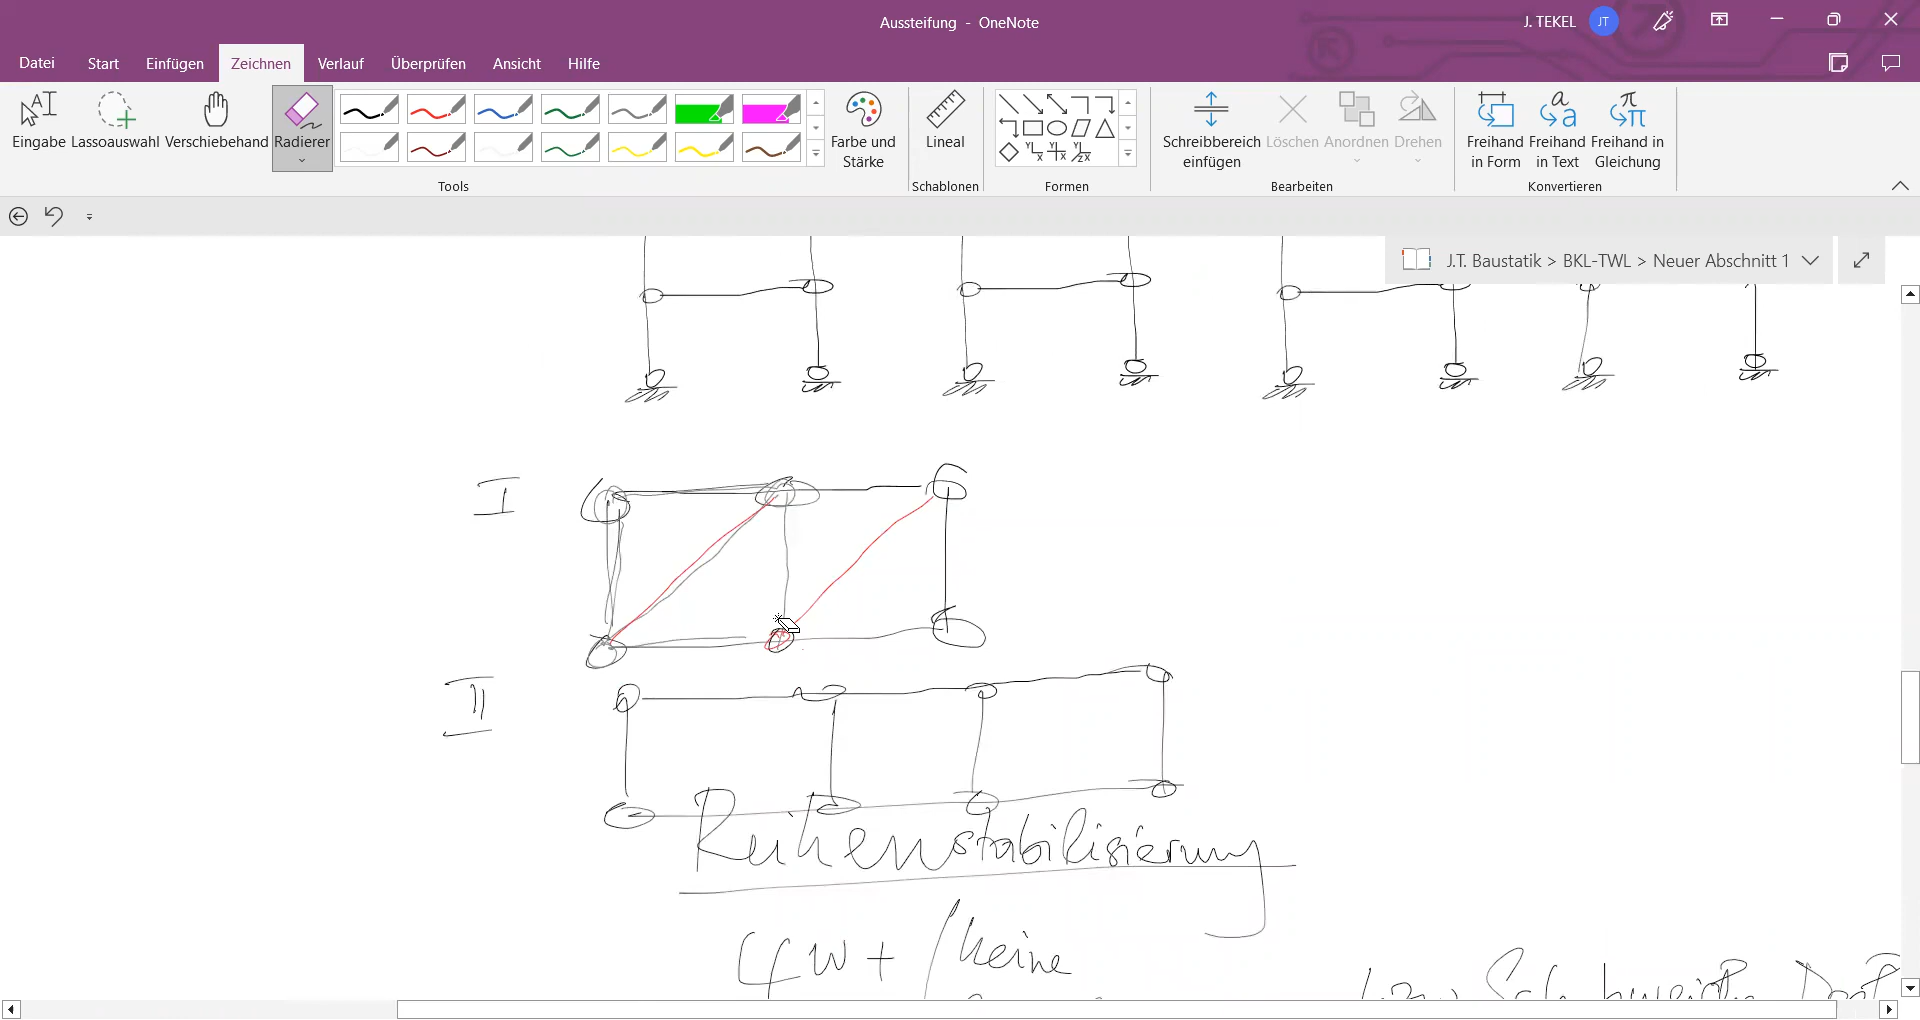 Aussteifung - OneNote
J. TEKEL
JT
Datei
Start
Einfügen
Zeichnen
Verlauf
Überprüfen
Ansicht
Hilfe
Eingabe
Lassoauswahl
Verschiebehand
Radierer
Farbe und
Stärke
Lineal
Schreibbereich
einfügen
Löschen
Anordnen
Drehen
Freihand
in Form
Freihand
in Text
Freihand in
Gleichung
Tools
Schablonen
Formen
Bearbeiten
Konvertieren
J.T. Baustatik > BKL-TWL > Neuer Abschnitt 1
I
II
Reihenstabilisierung
4 W + keine